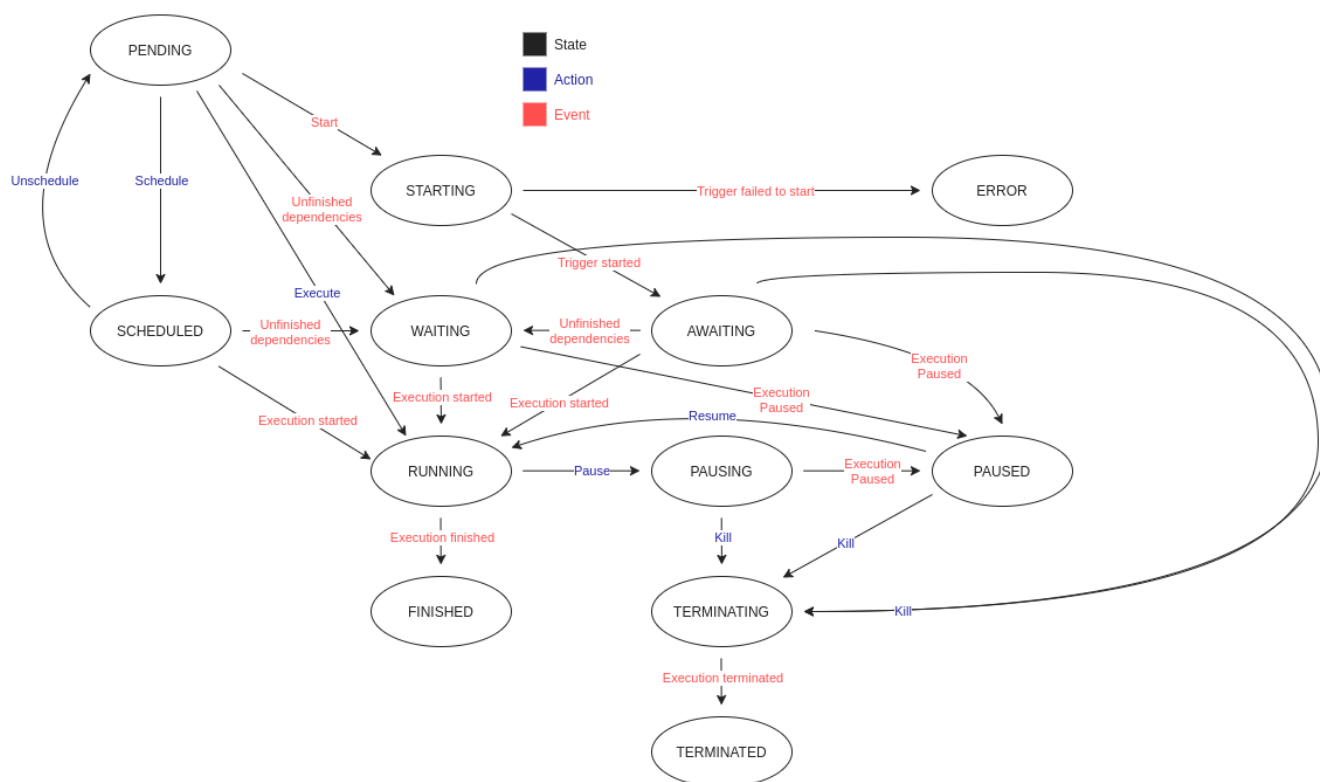 PENDING
State
Action
Event
Start
Unschedule
Schedule
STARTING
Trigger failed to start
ERROR
Unfinished
dependencies
Trigger started
Execute
SCHEDULED
Unfinished
dependencies
WAITING
Unfinished
dependencies
AWAITING
Execution
Paused
Execution started
Execution
Paused
Execution started
Execution started
Resume
RUNNING
Pause
PAUSING
Execution
Paused
PAUSED
Execution finished
Kill
Kill
FINISHED
TERMINATING
Kill
Execution terminated
TERMINATED